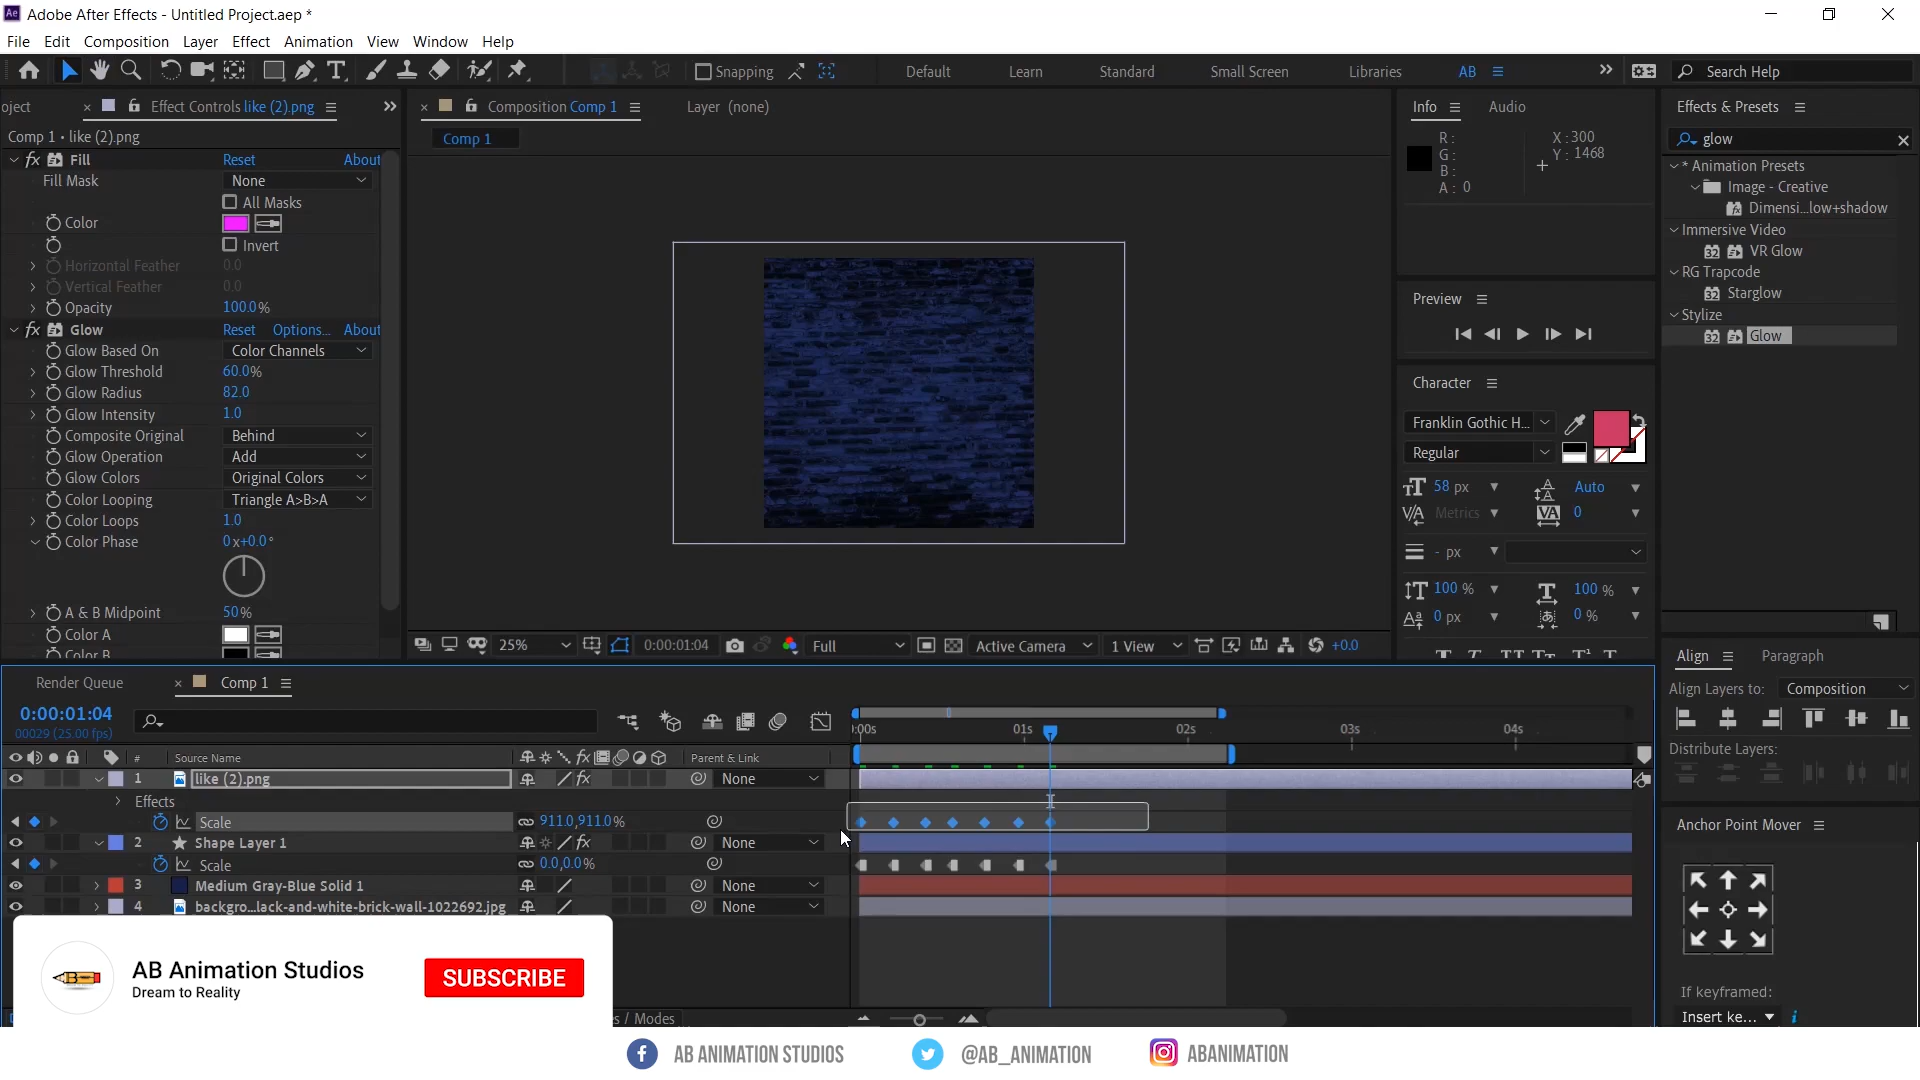 Adobe After Effects - Untitled Project.aep *
File Edit Composition Layer Effect Animation View Window Help
Snapping Default Learn Standard Small Screen Libraries AB Search Help
oject Effect Controls like (2).png
Comp 1 • like (2).png
fx Fill Reset About
Fill Mask None
All Masks
Color
Invert
Horizontal Feather 0.0
Vertical Feather 0.0
Opacity 100.0%
fx Glow Reset Options... About
Glow Based On Color Channels
Glow Threshold 60.0%
Glow Radius 82.0
Glow Intensity 1.0
Composite Original Behind
Glow Operation Add
Glow Colors Original Colors
Color Looping Triangle A>B>A
Color Loops 1.0
Color Phase 0x+0.0°
A & B Midpoint 50%
Color A
Color B
Composition Comp 1 Layer (none)
Comp 1
25% 0:00:01:04 Full Active Camera 1 View +0.0
Info Audio
R:
G:
B:
A: 0
X: 300
Y: 1468
Preview
Character
Franklin Gothic H...
Regular
58 px Auto
Metrics 0
- px
100 % 100 %
0 px 0 %
Effects & Presets
glow
* Animation Presets
Image - Creative
Dimensi...low+shadow
Immersive Video
32 VR Glow
RG Trapcode
32 Starglow
Stylize
32 Glow
Align Paragraph
Align Layers to: Composition
Distribute Layers:
Anchor Point Mover
If keyframed:
Insert ke...
Render Queue Comp 1
0:00:01:04
00029 (25.00 fps)
:00s 01s 02s 03s 04s
# Source Name Parent & Link
1 like (2).png None
Effects
Scale 911.0,911.0%
2 Shape Layer 1 None
Scale 0.0,0.0%
3 Medium Gray-Blue Solid 1 None
4 backgro...lack-and-white-brick-wall-1022692.jpg None
s / Modes
AB Animation Studios
Dream to Reality
SUBSCRIBE
AB ANIMATION STUDIOS @AB_ANIMATION ABANIMATION